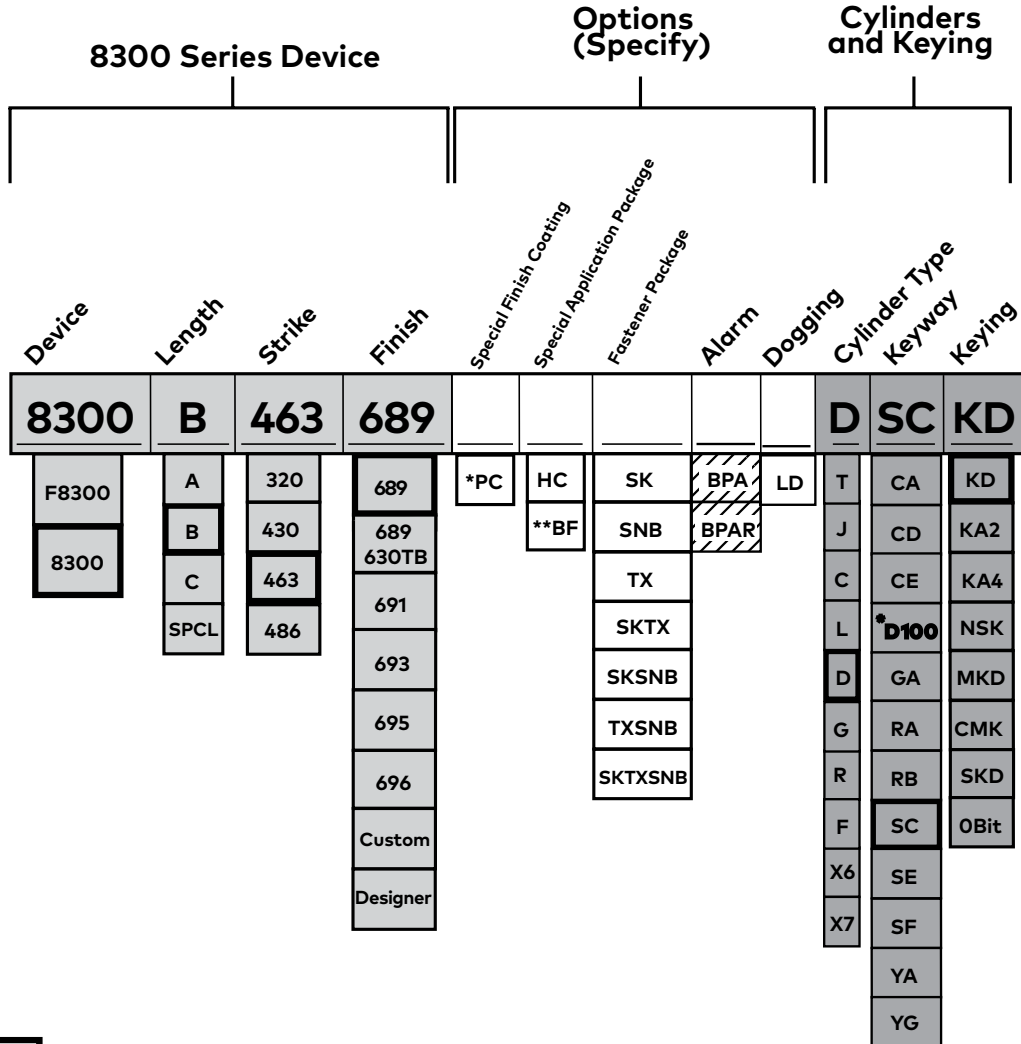 8300 Series Device
Options
(Specify)
Cylinders
and Keying
Device
Length
Strike
Finish
Special Finish Coating
Special Application Package
Fastener Package
Alarm
Dogging
Cylinder Type
Keyway
Keying
8300 B 463 689 D SC KD
F8300
8300
A
B
C
SPCL
320
430
463
486
689
689
630TB
691
693
695
696
Custom
Designer
*PC
HC
**BF
SK
SNB
TX
SKTX
SKSNB
TXSNB
SKTXSNB
BPA
BPAR
LD
T
J
C
L
D
G
R
F
X6
X7
CA
CD
CE
*D100
GA
RA
RB
SC
SE
SF
YA
YG
KD
KA2
KA4
NSK
MKD
CMK
SKD
0Bit